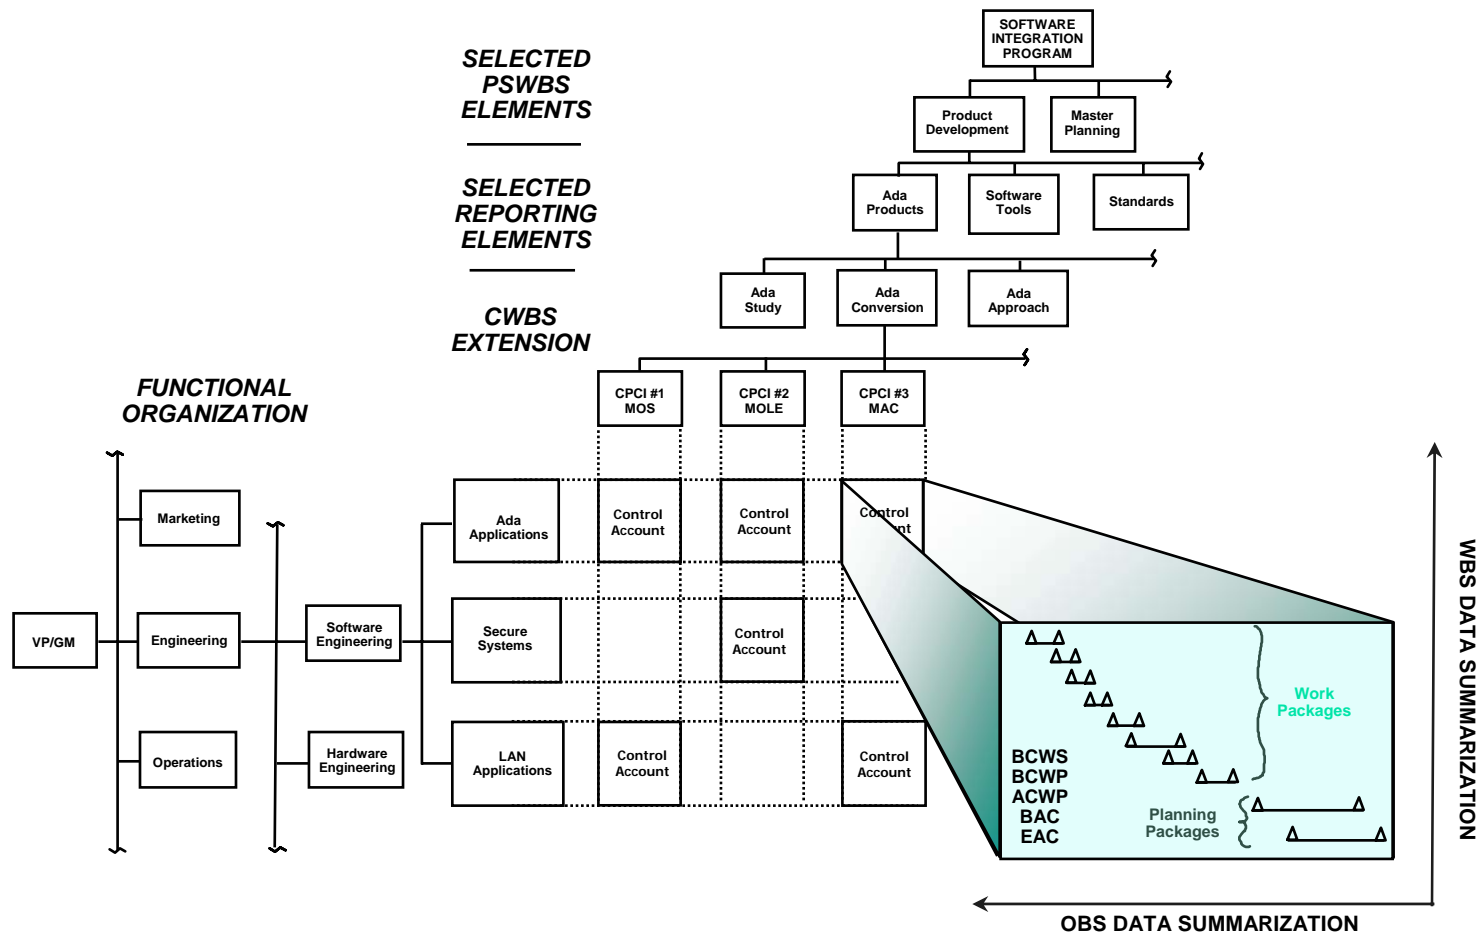 SOFTWARE
INTEGRATION
PROGRAM
SELECTED
PSWBS
ELEMENTS
Product
Development
Master
Planning
SELECTED
REPORTING
ELEMENTS
Ada
Products
Software
Tools
Standards
CWBS
EXTENSION
Ada
Study
Ada
Conversion
Ada
Approach
FUNCTIONAL
ORGANIZATION
CPCI #1
MOS
CPCI #2
MOLE
CPCI #3
MAC
Marketing
Ada
Applications
Control
Account
Control
Account
Control
nt
VP/GM
Engineering
Software
Engineering
Secure
Systems
Control
Account
Operations
Hardware
Engineering
LAN
Applications
Control
Account
Control
Account
Work
Packages
BCWS
BCWP
ACWP
BAC
EAC
Planning
Packages
WBS DATA SUMMARIZATION
OBS DATA SUMMARIZATION